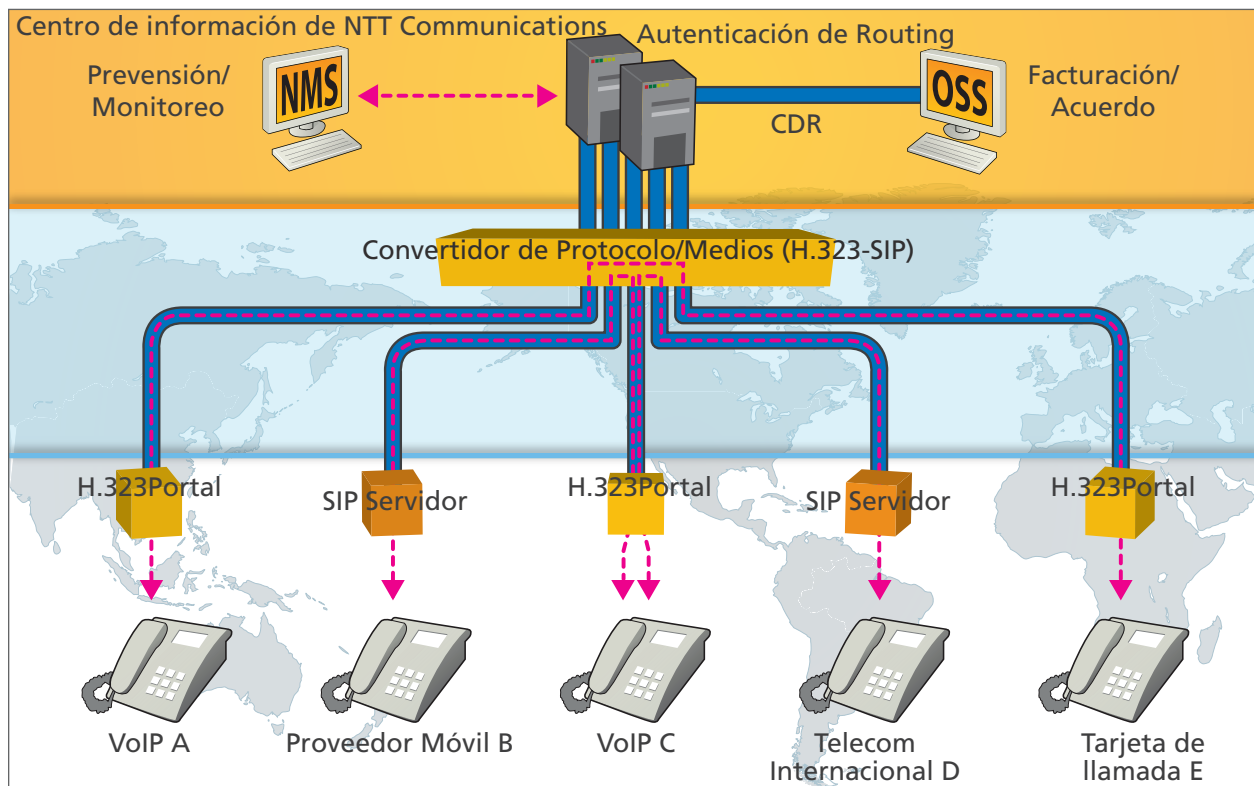 Centro de información de NTT Communications
Autenticación de Routing
Prevensión/
Monitoreo
NMS
OSS
Facturación/
Acuerdo
CDR
Convertidor de Protocolo/Medios (H.323-SIP)
H.323Portal
SIP Servidor
H.323Portal
SIP Servidor
H.323Portal
VoIP A
Proveedor Móvil B
VoIP C
Telecom
Internacional D
Tarjeta de
llamada E